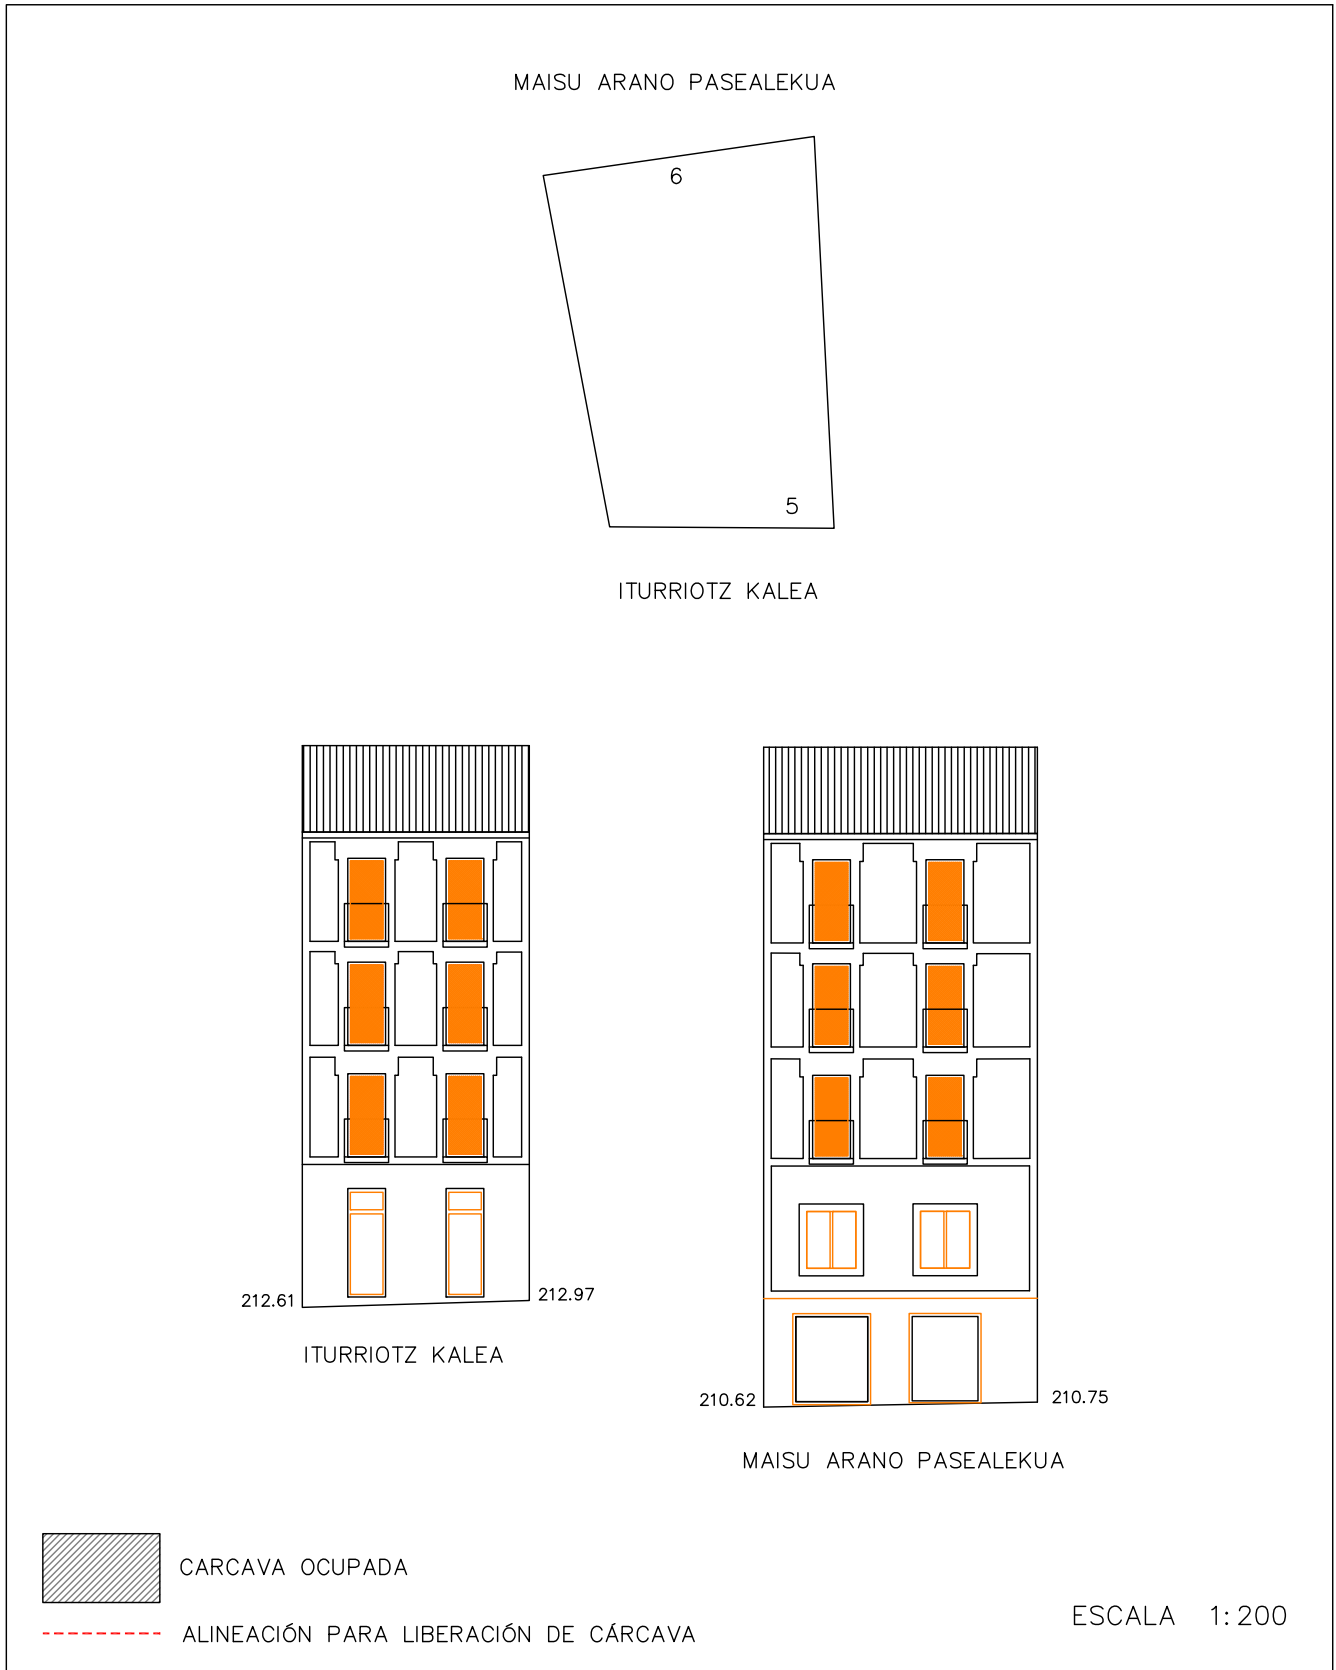 MAISU ARANO PASEALEKUA
6
5
ITURRIOTZ KALEA
212.61
212.97
ITURRIOTZ KALEA
210.62
210.75
MAISU ARANO PASEALEKUA
CARCAVA OCUPADA
ALINEACIÓN PARA LIBERACIÓN DE CÁRCAVA
ESCALA 1:200